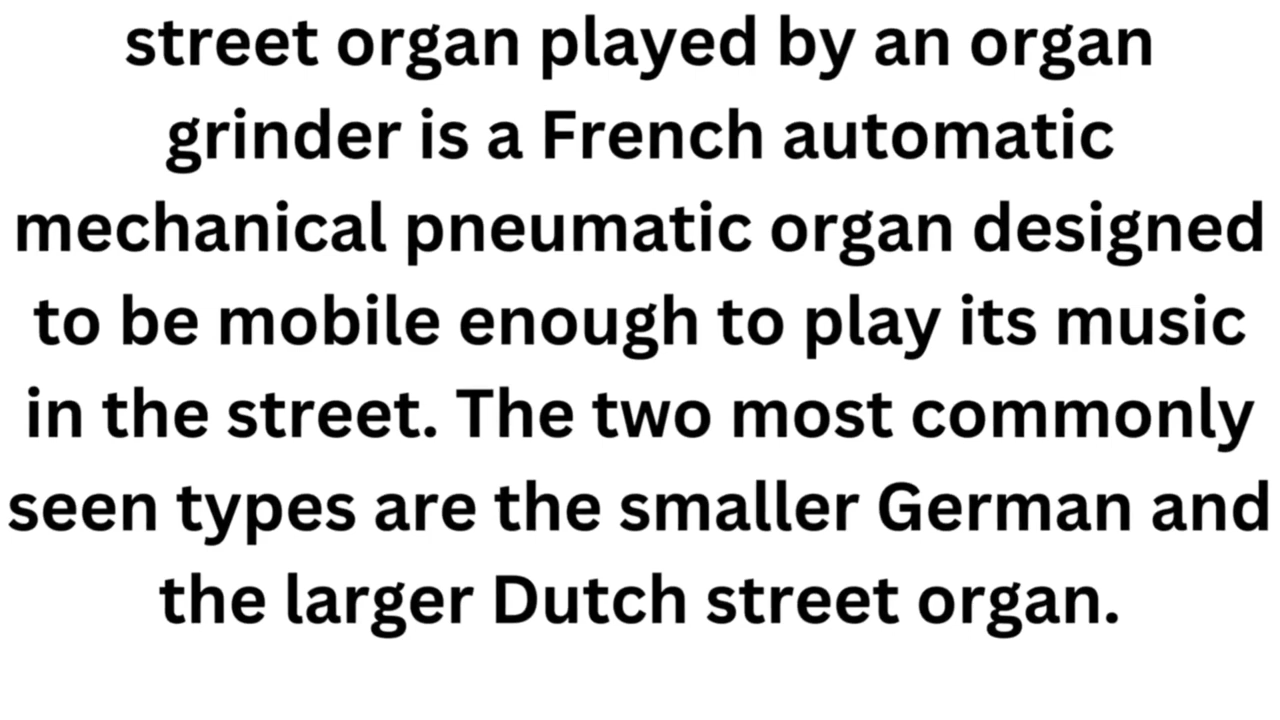 street organ played by an organ
grinder is a French automatic
mechanical pneumatic organ designed
to be mobile enough to play its music
in the street. The two most commonly
seen types are the smaller German and
the larger Dutch street organ.